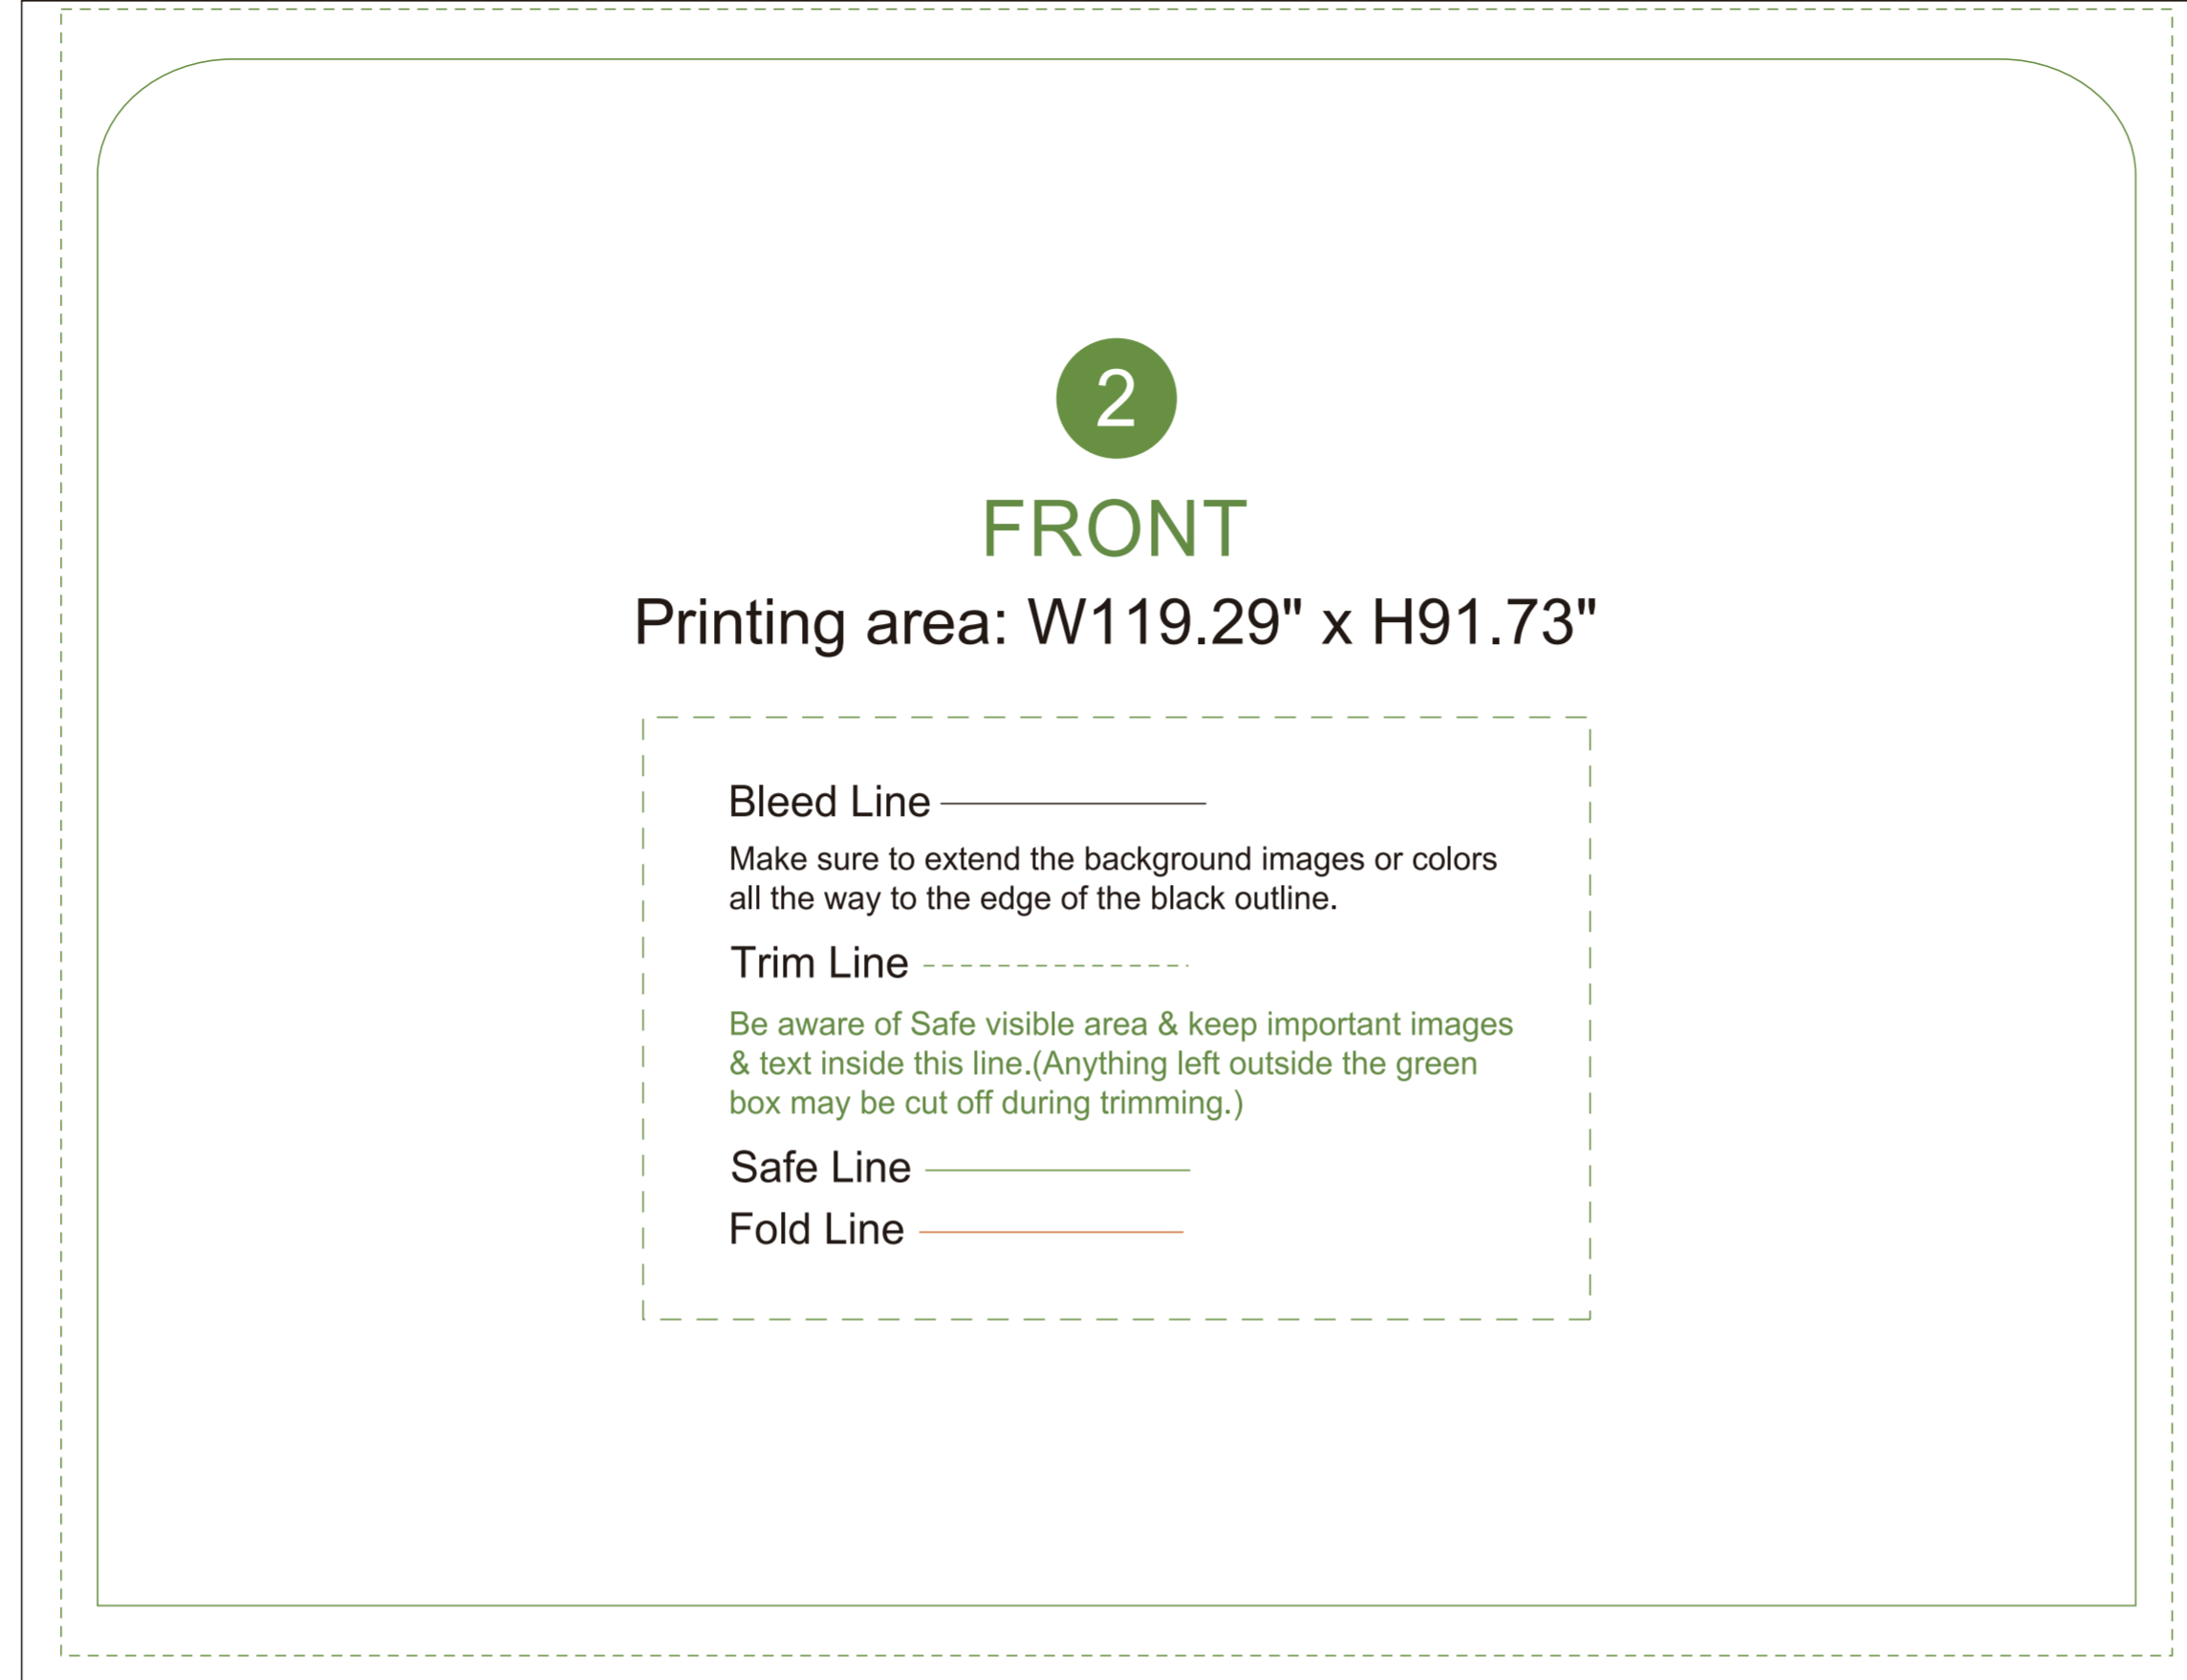 2
FRONT
Printing area: W119.29" x H91.73"
Bleed Line
Make sure to extend the background images or colors
all the way to the edge of the black outline.
Trim Line
Be aware of Safe visible area & keep important images
& text inside this line.(Anything left outside the green
box may be cut off during trimming.)
Safe Line
Fold Line